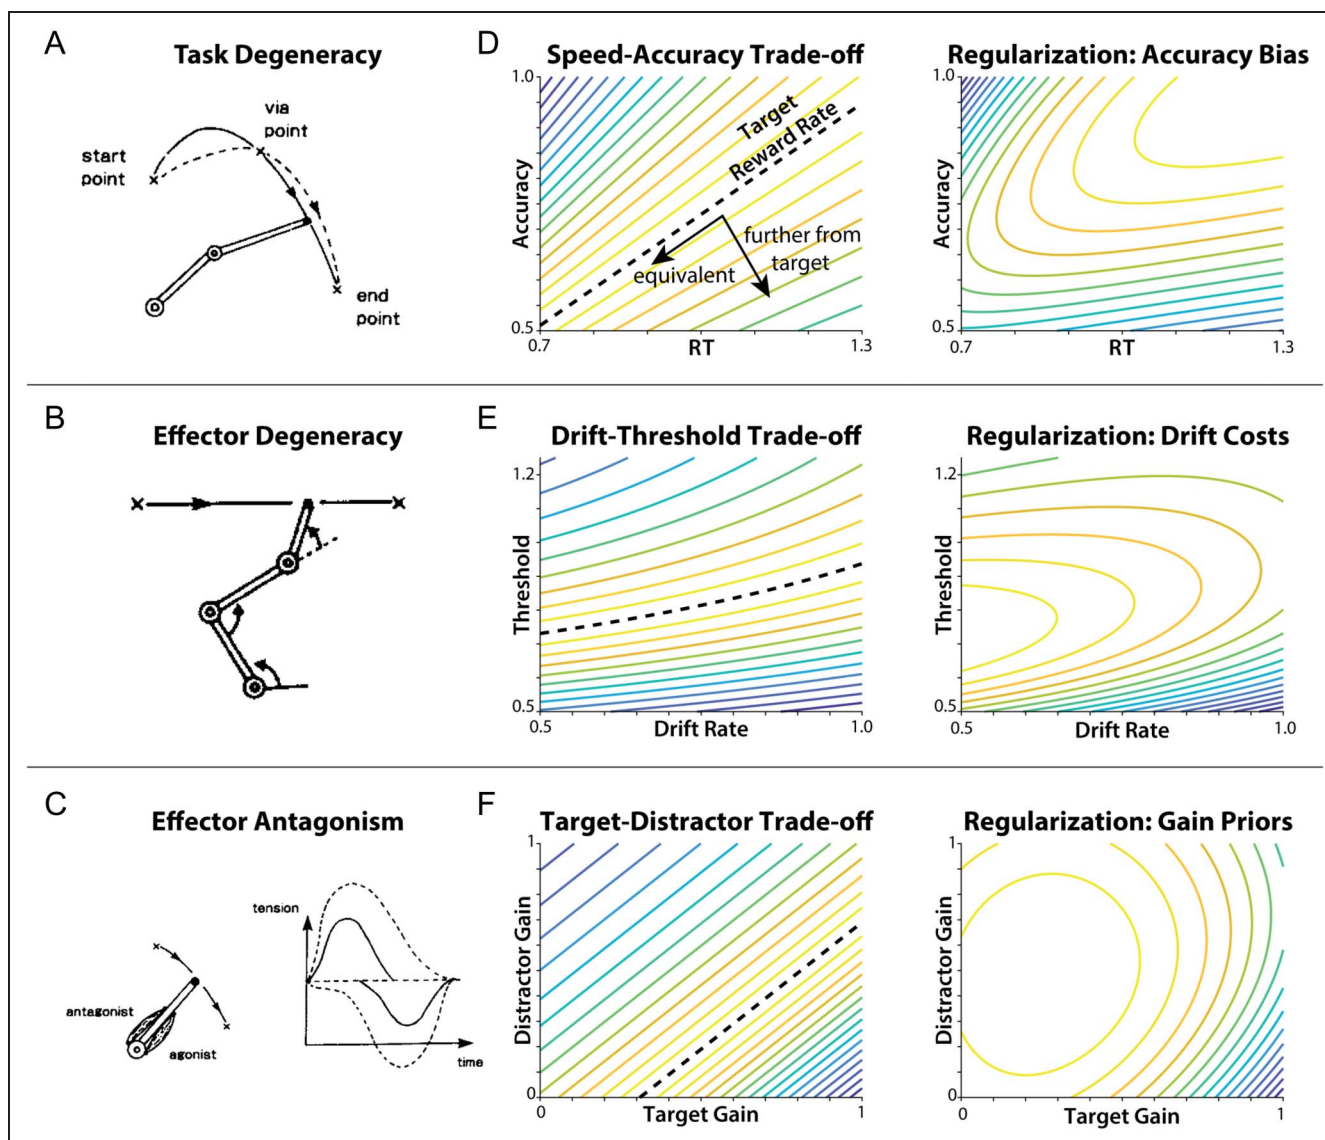 A
Task Degeneracy
via
point
start
point
end
point
D
Speed-Accuracy Trade-off
1.0
Accuracy
0.5
0.7
RT
1.3
Target
Reward Rate
further from
target
equivalent
Regularization: Accuracy Bias
1.0
Accuracy
0.5
0.7
RT
1.3
B
Effector Degeneracy
E
Drift-Threshold Trade-off
1.2
Threshold
0.5
0.5
Drift Rate
1.0
Regularization: Drift Costs
1.2
Threshold
0.5
0.5
Drift Rate
1.0
C
Effector Antagonism
tension
antagonist
agonist
time
F
Target-Distractor Trade-off
1
Distractor Gain
0
0
Target Gain
1
Regularization: Gain Priors
1
Distractor Gain
0
0
Target Gain
1